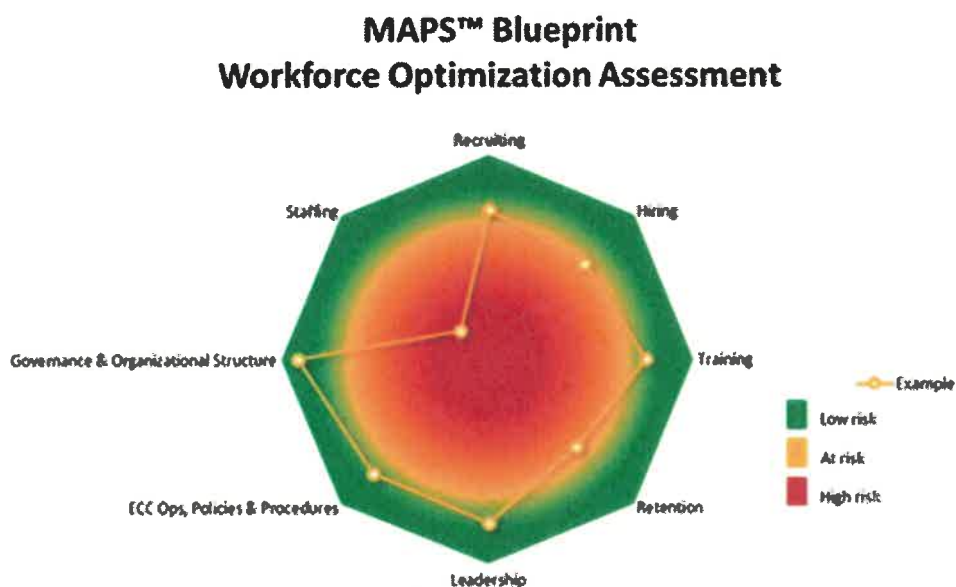 MAPS™ Blueprint
Workforce Optimization Assessment
Recruiting
Staffing
Hiring
Governance & Organizational Structure
Training
Example
Low risk
At risk
High risk
ECC Ops, Policies & Procedures
Retention
Leadership